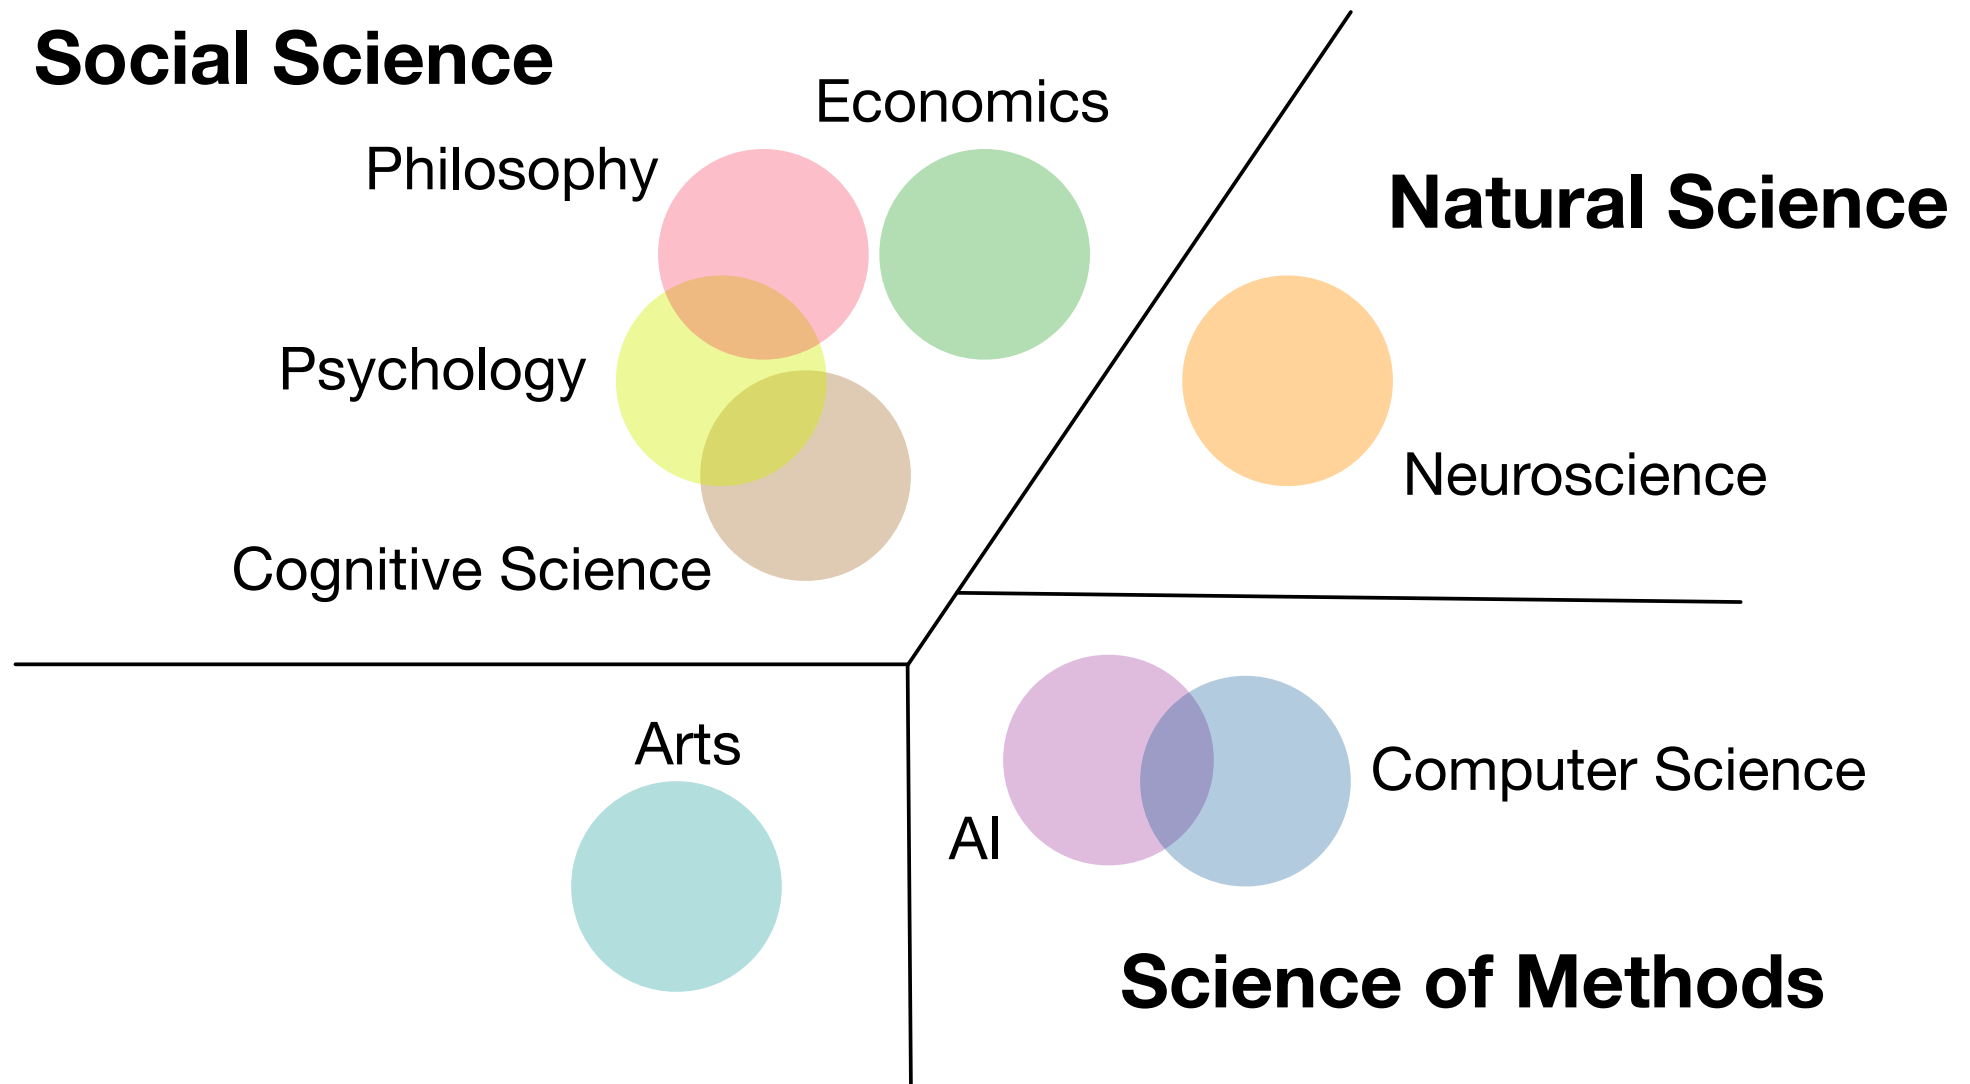 Social Science
Economics
Philosophy
Natural Science
Psychology
Neuroscience
Cognitive Science
Arts
Computer Science
AI
Science of Methods